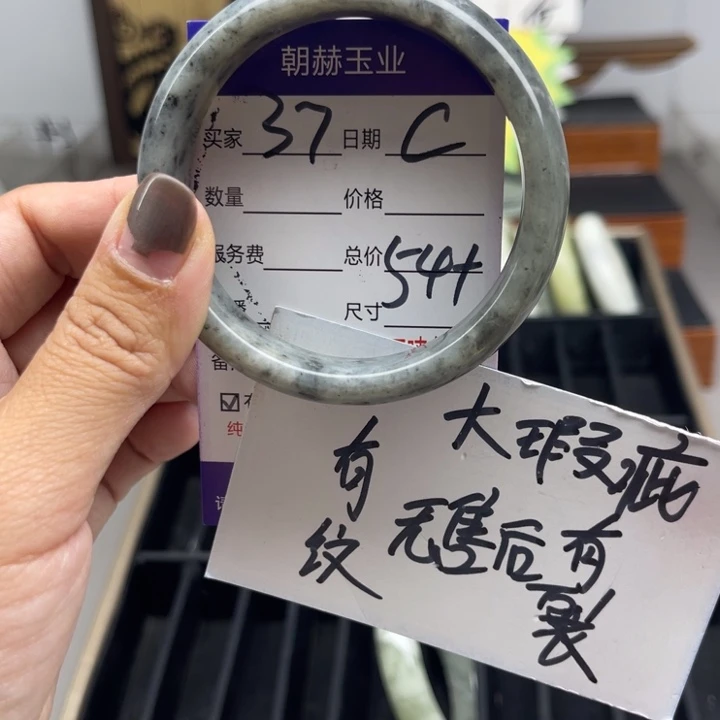 朝赫玉业
买家 37 日期 C
数量 价格
服务费 总价 54+
尺寸
大瑕疵
有纹
无售后有裂